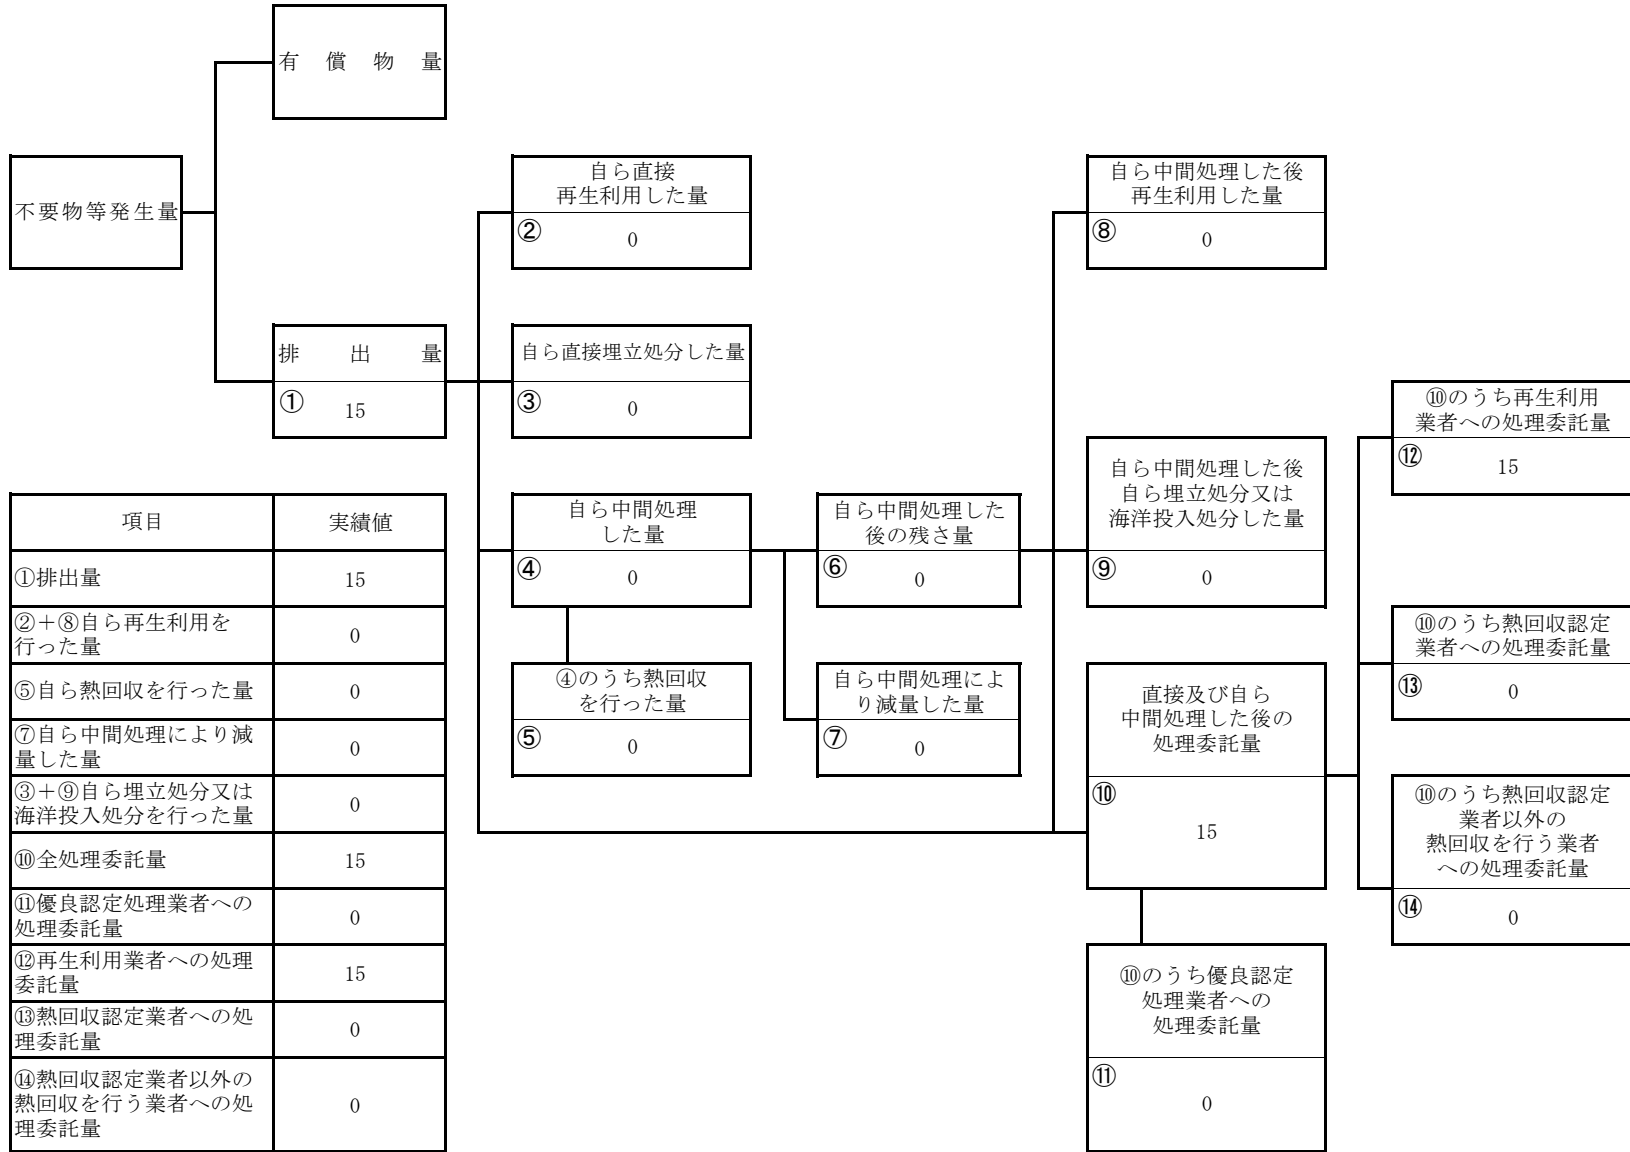 有償物量
不要物等発生量
排出量
① 15
自ら直接
再生利用した量
② 0
自ら直接埋立処分した量
③ 0
自ら中間処理
した量
④ 0
④のうち熱回収
を行った量
⑤ 0
自ら中間処理した
後の残さ量
⑥ 0
自ら中間処理によ
り減量した量
⑦ 0
自ら中間処理した後
再生利用した量
⑧ 0
自ら中間処理した後
自ら埋立処分又は
海洋投入処分した量
⑨ 0
直接及び自ら
中間処理した後の
処理委託量
⑩
15
⑩のうち優良認定
処理業者への
処理委託量
⑪
0
⑩のうち再生利用
業者への処理委託量
⑫ 15
⑩のうち熱回収認定
業者への処理委託量
⑬ 0
⑩のうち熱回収認定
業者以外の
熱回収を行う業者
への処理委託量
⑭ 0
項目 実績値
①排出量 15
②＋⑧自ら再生利用を
行った量 0
⑤自ら熱回収を行った量 0
⑦自ら中間処理により減
量した量 0
③＋⑨自ら埋立処分又は
海洋投入処分を行った量 0
⑩全処理委託量 15
⑪優良認定処理業者への
処理委託量 0
⑫再生利用業者への処理
委託量 15
⑬熱回収認定業者への処
理委託量 0
⑭熱回収認定業者以外の
熱回収を行う業者への処
理委託量 0